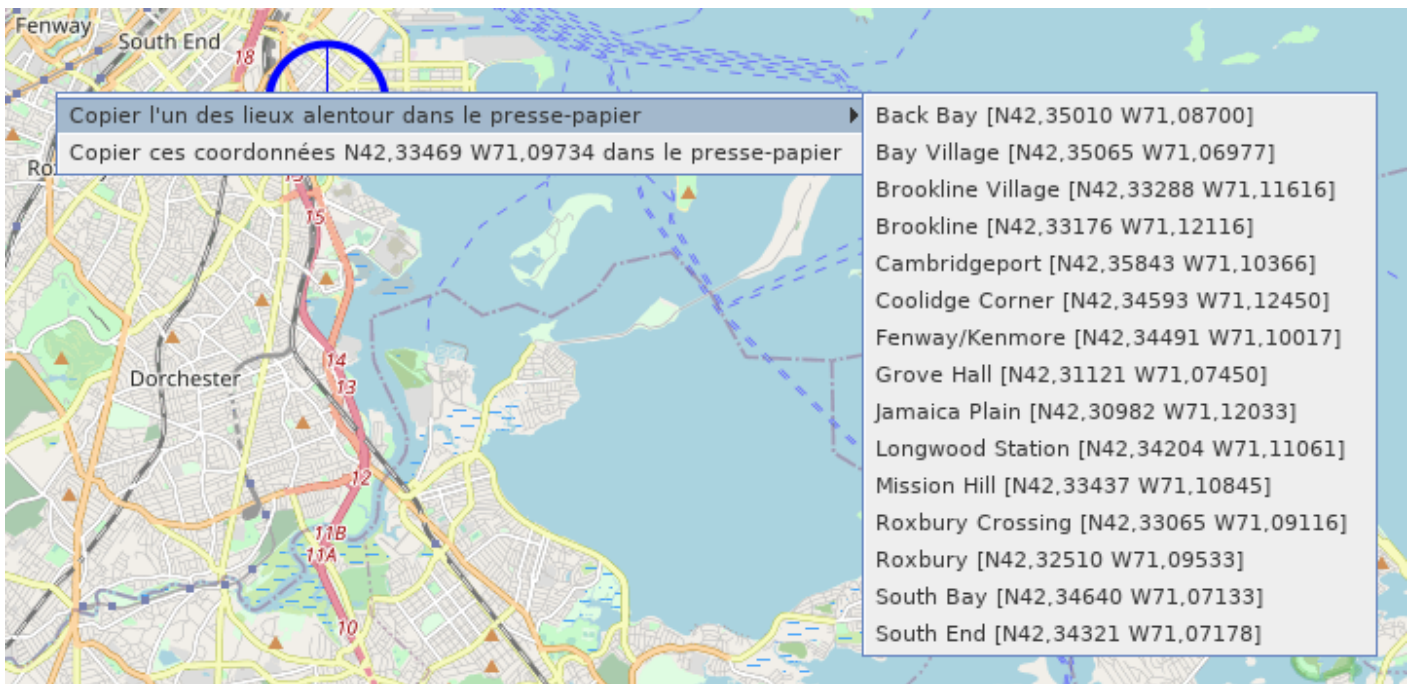 Fenway
South End
18
Copier l'un des lieux alentour dans le presse-papier
Copier ces coordonnées N42,33469 W71,09734 dans le presse-papier
Back Bay [N42,35010 W71,08700]
Bay Village [N42,35065 W71,06977]
Brookline Village [N42,33288 W71,11616]
Brookline [N42,33176 W71,12116]
Cambridgeport [N42,35843 W71,10366]
Coolidge Corner [N42,34593 W71,12450]
Fenway/Kenmore [N42,34491 W71,10017]
Grove Hall [N42,31121 W71,07450]
Jamaica Plain [N42,30982 W71,12033]
Longwood Station [N42,34204 W71,11061]
Mission Hill [N42,33437 W71,10845]
Roxbury Crossing [N42,33065 W71,09116]
Roxbury [N42,32510 W71,09533]
South Bay [N42,34640 W71,07133]
South End [N42,34321 W71,07178]
15
14
13
Dorchester
12
11B
11A
10